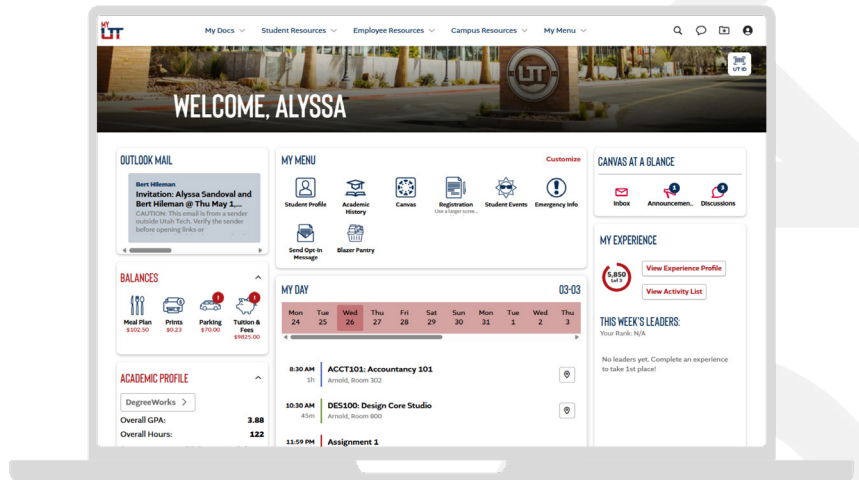 MY
UT
My Docs
Student Resources
Employee Resources
Campus Resources
My Menu
UT
UT ID
WELCOME, ALYSSA
OUTLOOK MAIL
Bert Hileman
Invitation: Alyssa Sandoval and
Bert Hileman @ Thu May 1,...
CAUTION: This email is from a sender
outside Utah Tech. Verify the sender
before opening links or
BALANCES
Meal Plan
$102.50
Prints
$0.23
!
Parking
$70.00
!
Tuition &
Fees
$9825.00
ACADEMIC PROFILE
DegreeWorks
Overall GPA: 3.88
Overall Hours: 122
MY MENU
Customize
Student Profile
Academic
History
Canvas
Registration
Use a larger scree...
Student Events
Emergency Info
Send Opt-In
Message
Blazer Pantry
MY DAY
03-03
Mon Tue Wed Thu Fri Sat Sun Mon Tue Wed Thu
24 25 26 27 28 29 30 31 1 2 3
8:30 AM ACCT101: Accountancy 101
1h Arnold, Room 302
10:30 AM DES100: Design Core Studio
45m Arnold, Room 800
11:59 PM Assignment 1
CANVAS AT A GLANCE
Inbox
1
Announcemen..
3
Discussions
MY EXPERIENCE
5,850
Lvl 3
View Experience Profile
View Activity List
THIS WEEK'S LEADERS:
Your Rank: N/A
No leaders yet. Complete an experience
to take 1st place!